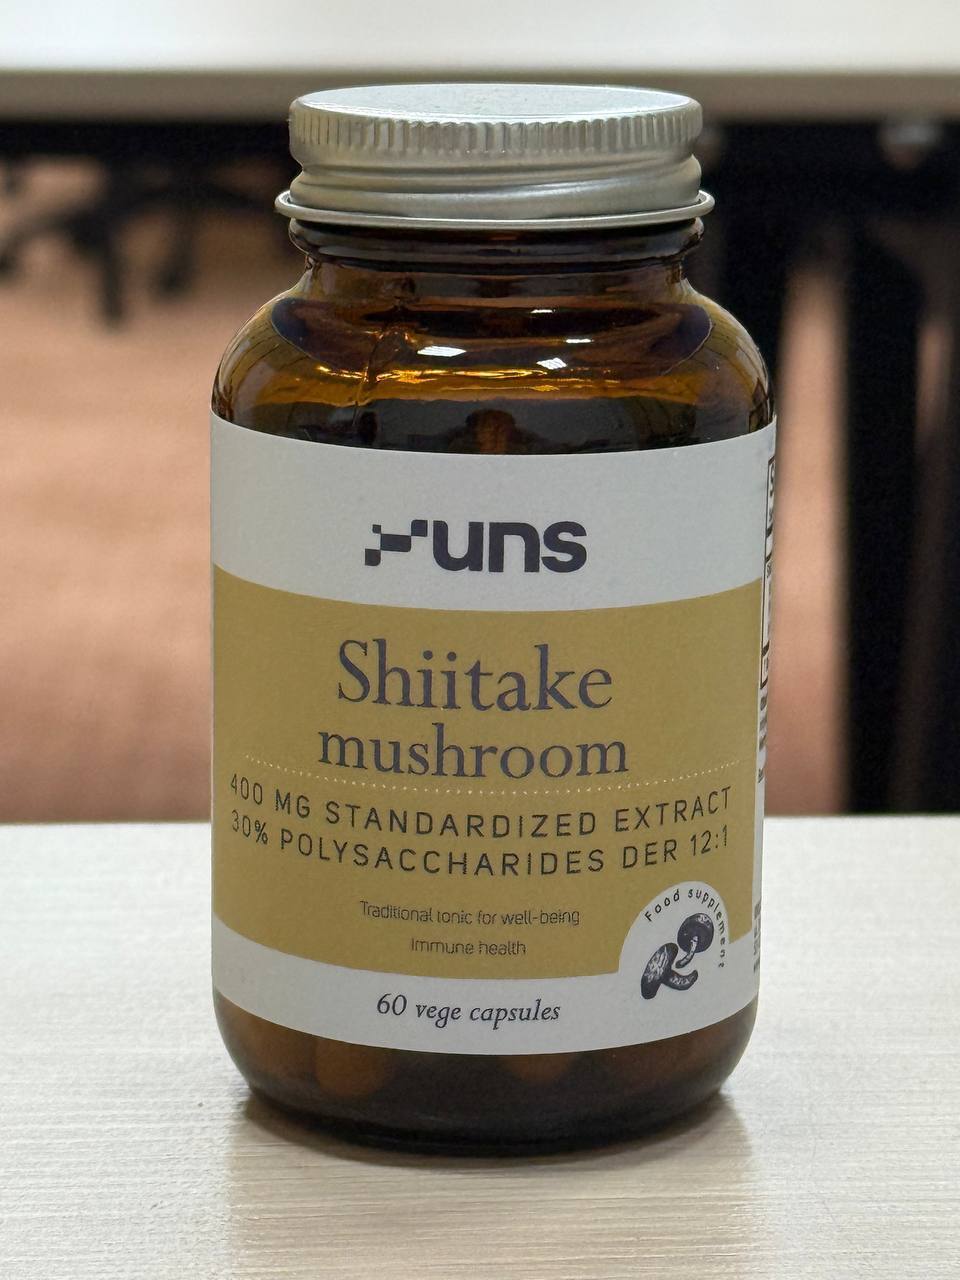 uns
Shiitake
mushroom
400 MG STANDARDIZED EXTRACT
30% POLYSACCHARIDES DER 12:1
Traditional tonic for well-being
Immune health
Food supplement
60 vege capsules